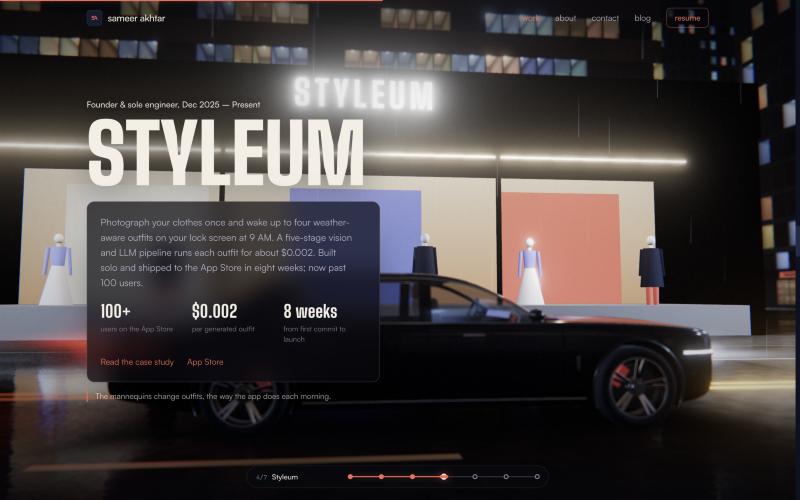 SA sameer akhtar
work about contact blog resume
STYLEUM
Founder & sole engineer, Dec 2025 — Present
STYLEUM
Photograph your clothes once and wake up to four weather-
aware outfits on your lock screen at 9 AM. A five-stage vision
and LLM pipeline runs each outfit for about $0.002. Built
solo and shipped to the App Store in eight weeks; now past
100 users.
100+ $0.002 8 weeks
users on the App Store per generated outfit from first commit to
launch
Read the case study App Store
The mannequins change outfits, the way the app does each morning.
4/7 Styleum